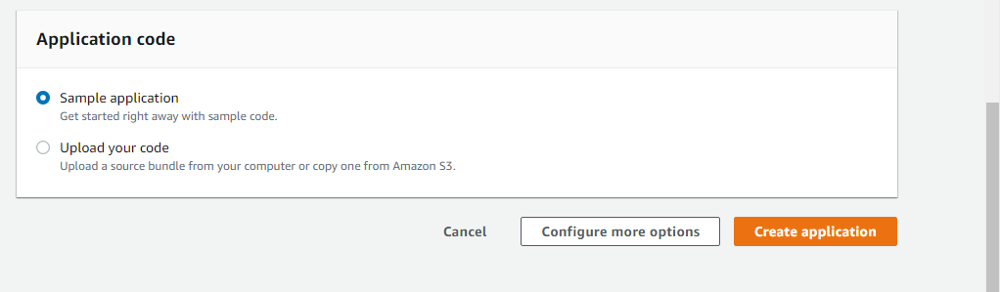 Application code
Sample application
Get started right away with sample code.
Upload your code
Upload a source bundle from your computer or copy one from Amazon S3.
Cancel
Configure more options
Create application